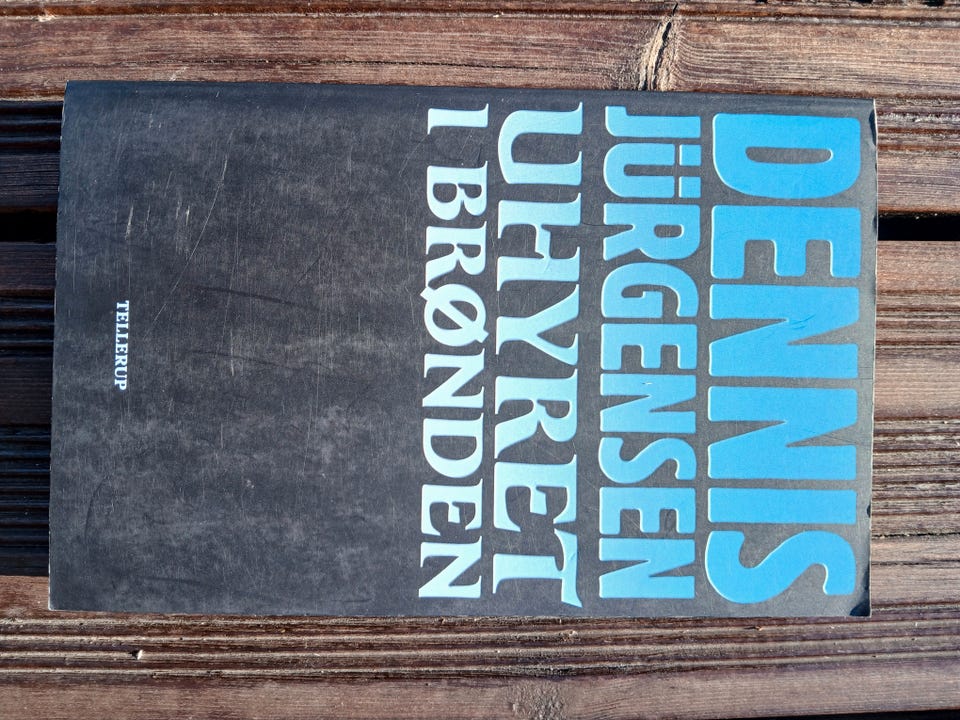 DENNIS
JÜRGENSEN
UHYRET
I BRØNDEN
TELLERUP